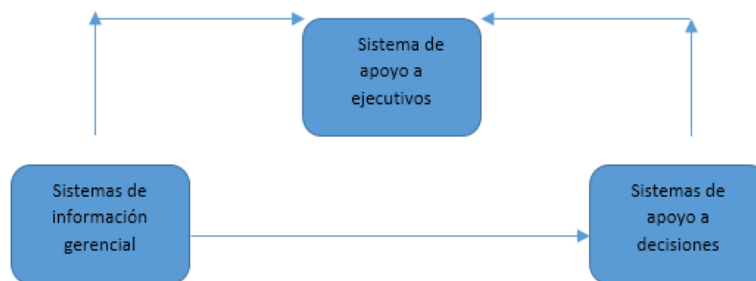 Sistema de
apoyo a
ejecutivos
Sistemas de
información
gerencial
Sistemas de
apoyo a
decisiones